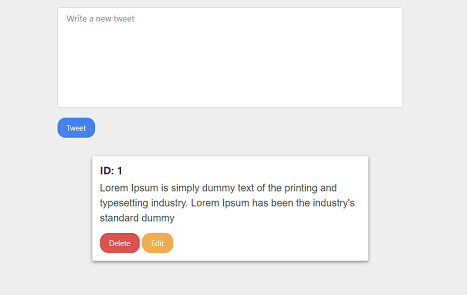 Write a new tweet
Tweet
ID: 1
Lorem Ipsum is simply dummy text of the printing and
typesetting industry. Lorem Ipsum has been the industry's
standard dummy
Delete Edit